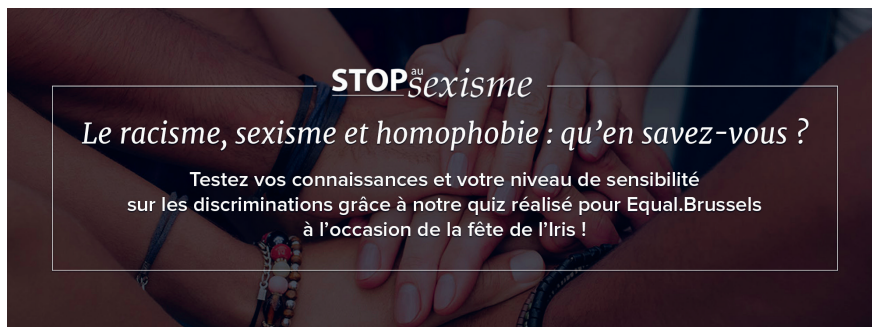 STOP au sexisme
Le racisme, sexisme et homophobie : qu’en savez-vous ?
Testez vos connaissances et votre niveau de sensibilité
sur les discriminations grâce à notre quiz réalisé pour Equal.Brussels
à l’occasion de la fête de l’Iris !